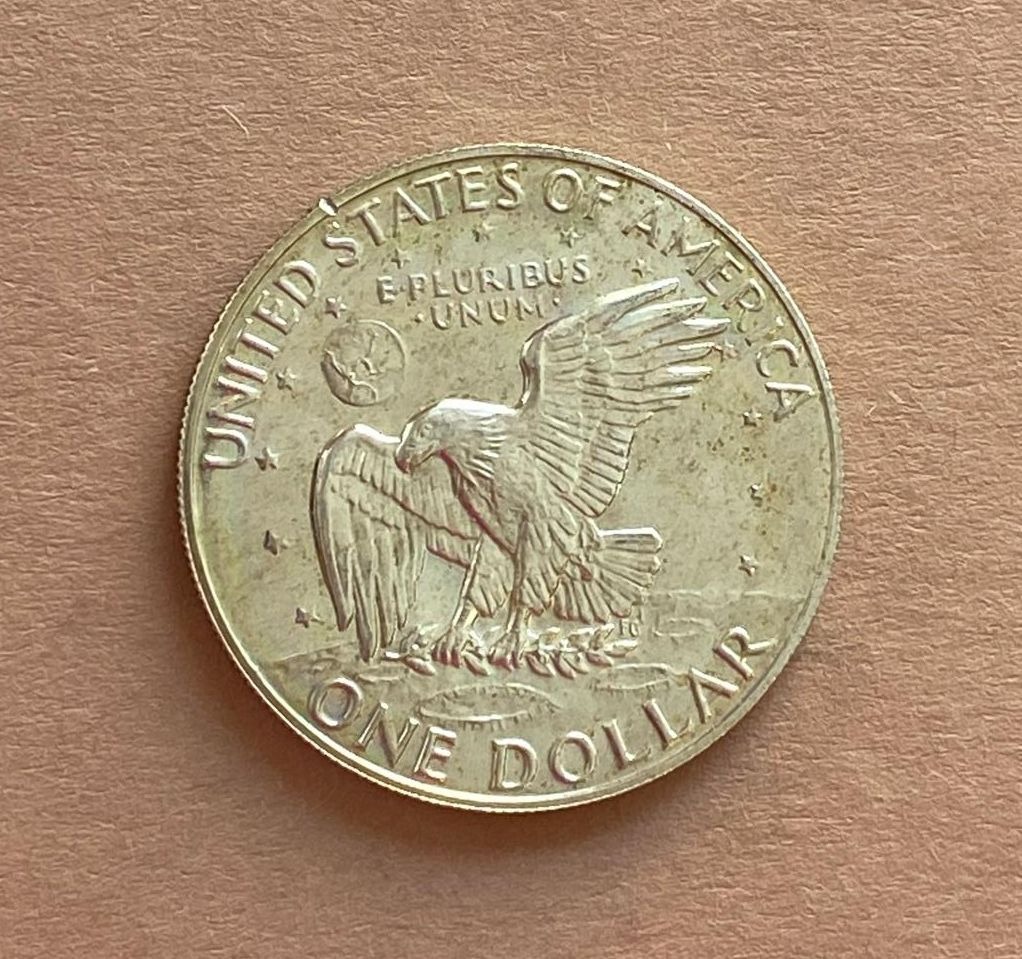 UNITED STATES OF AMERICA
E·PLURIBUS
·UNUM·
ONE DOLLAR